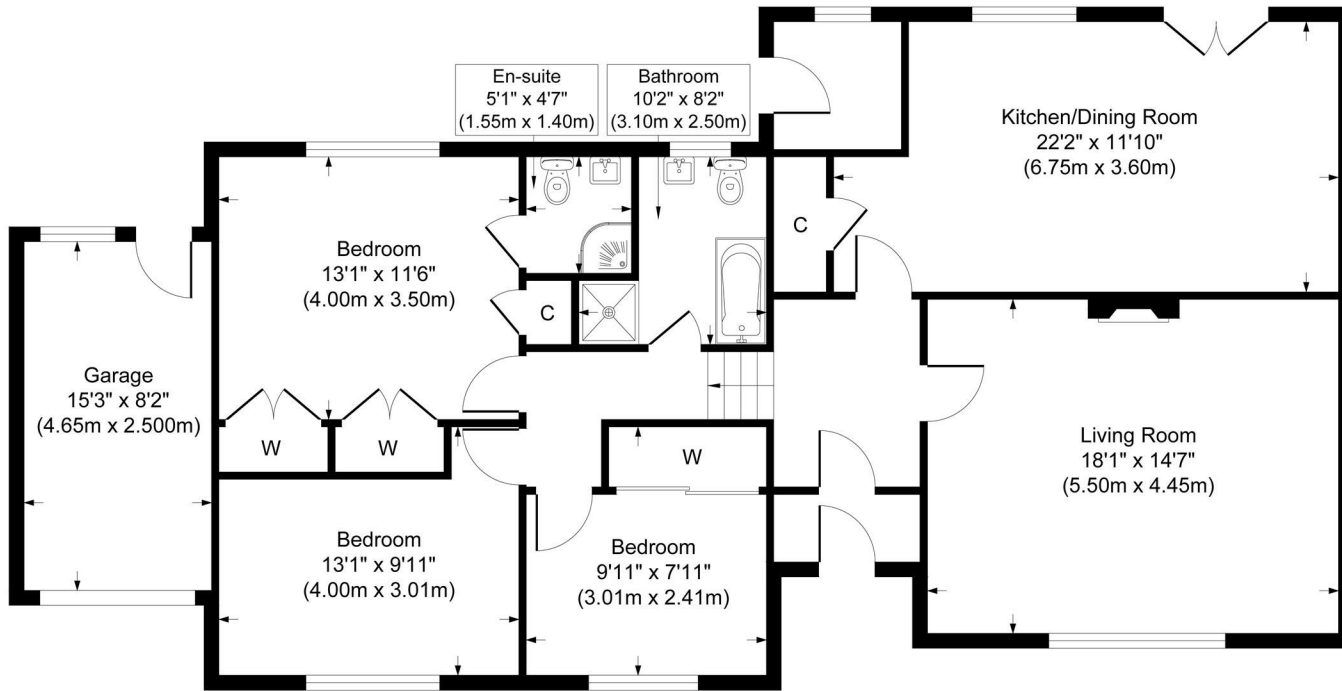 En-suite
5'1" x 4'7"
(1.55m x 1.40m)
Bathroom
10'2" x 8'2"
(3.10m x 2.50m)
Kitchen/Dining Room
22'2" x 11'10"
(6.75m x 3.60m)
Bedroom
13'1" x 11'6"
(4.00m x 3.50m)
C
C
Garage
15'3" x 8'2"
(4.65m x 2.500m)
W
W
W
Living Room
18'1" x 14'7"
(5.50m x 4.45m)
Bedroom
13'1" x 9'11"
(4.00m x 3.01m)
Bedroom
9'11" x 7'11"
(3.01m x 2.41m)